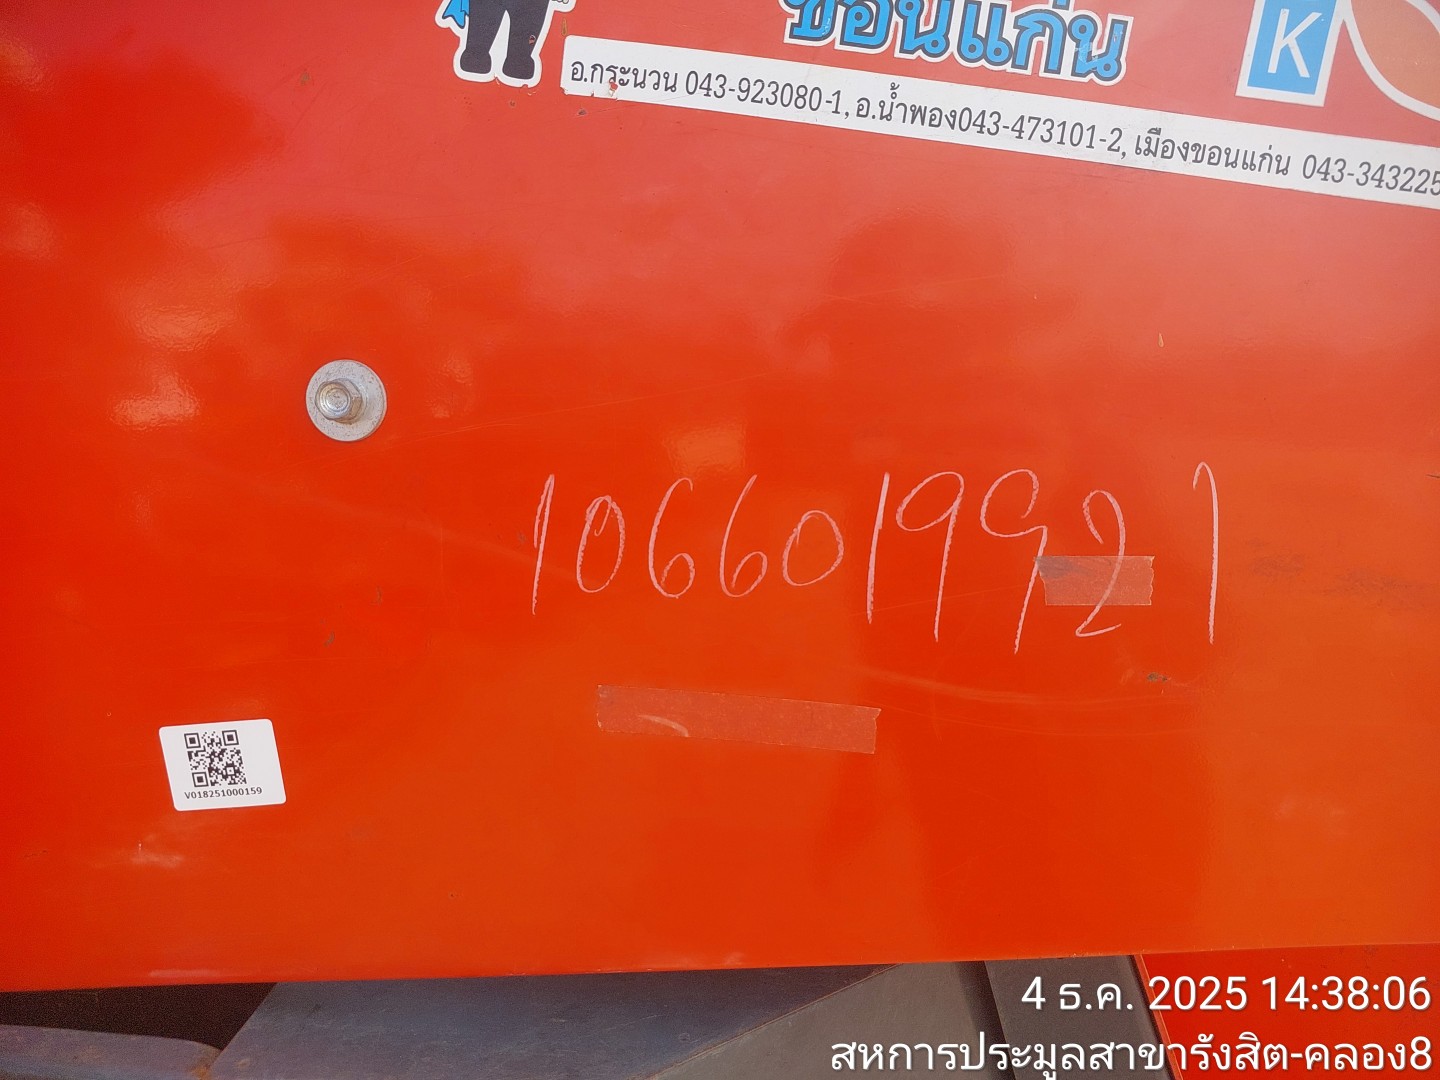 ขอนแก่น
K
อ.กระนวน 043-923080-1, อ.น้ำพอง043-473101-2, เมืองขอนแก่น 043-343225
1066019921
V018251000159
4 ธ.ค. 2025 14:38:06
สหการประมูลสาขารังสิต-คลอง8